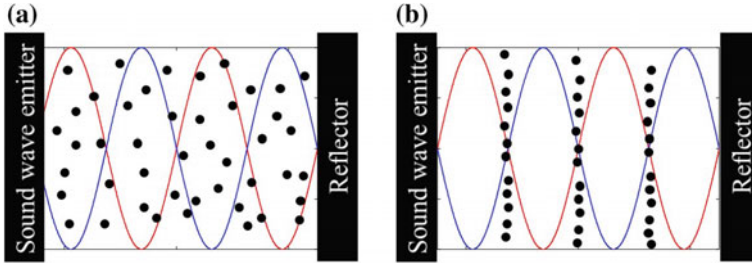 (a)
Sound wave emitter
Reflector
(b)
Sound wave emitter
Reflector